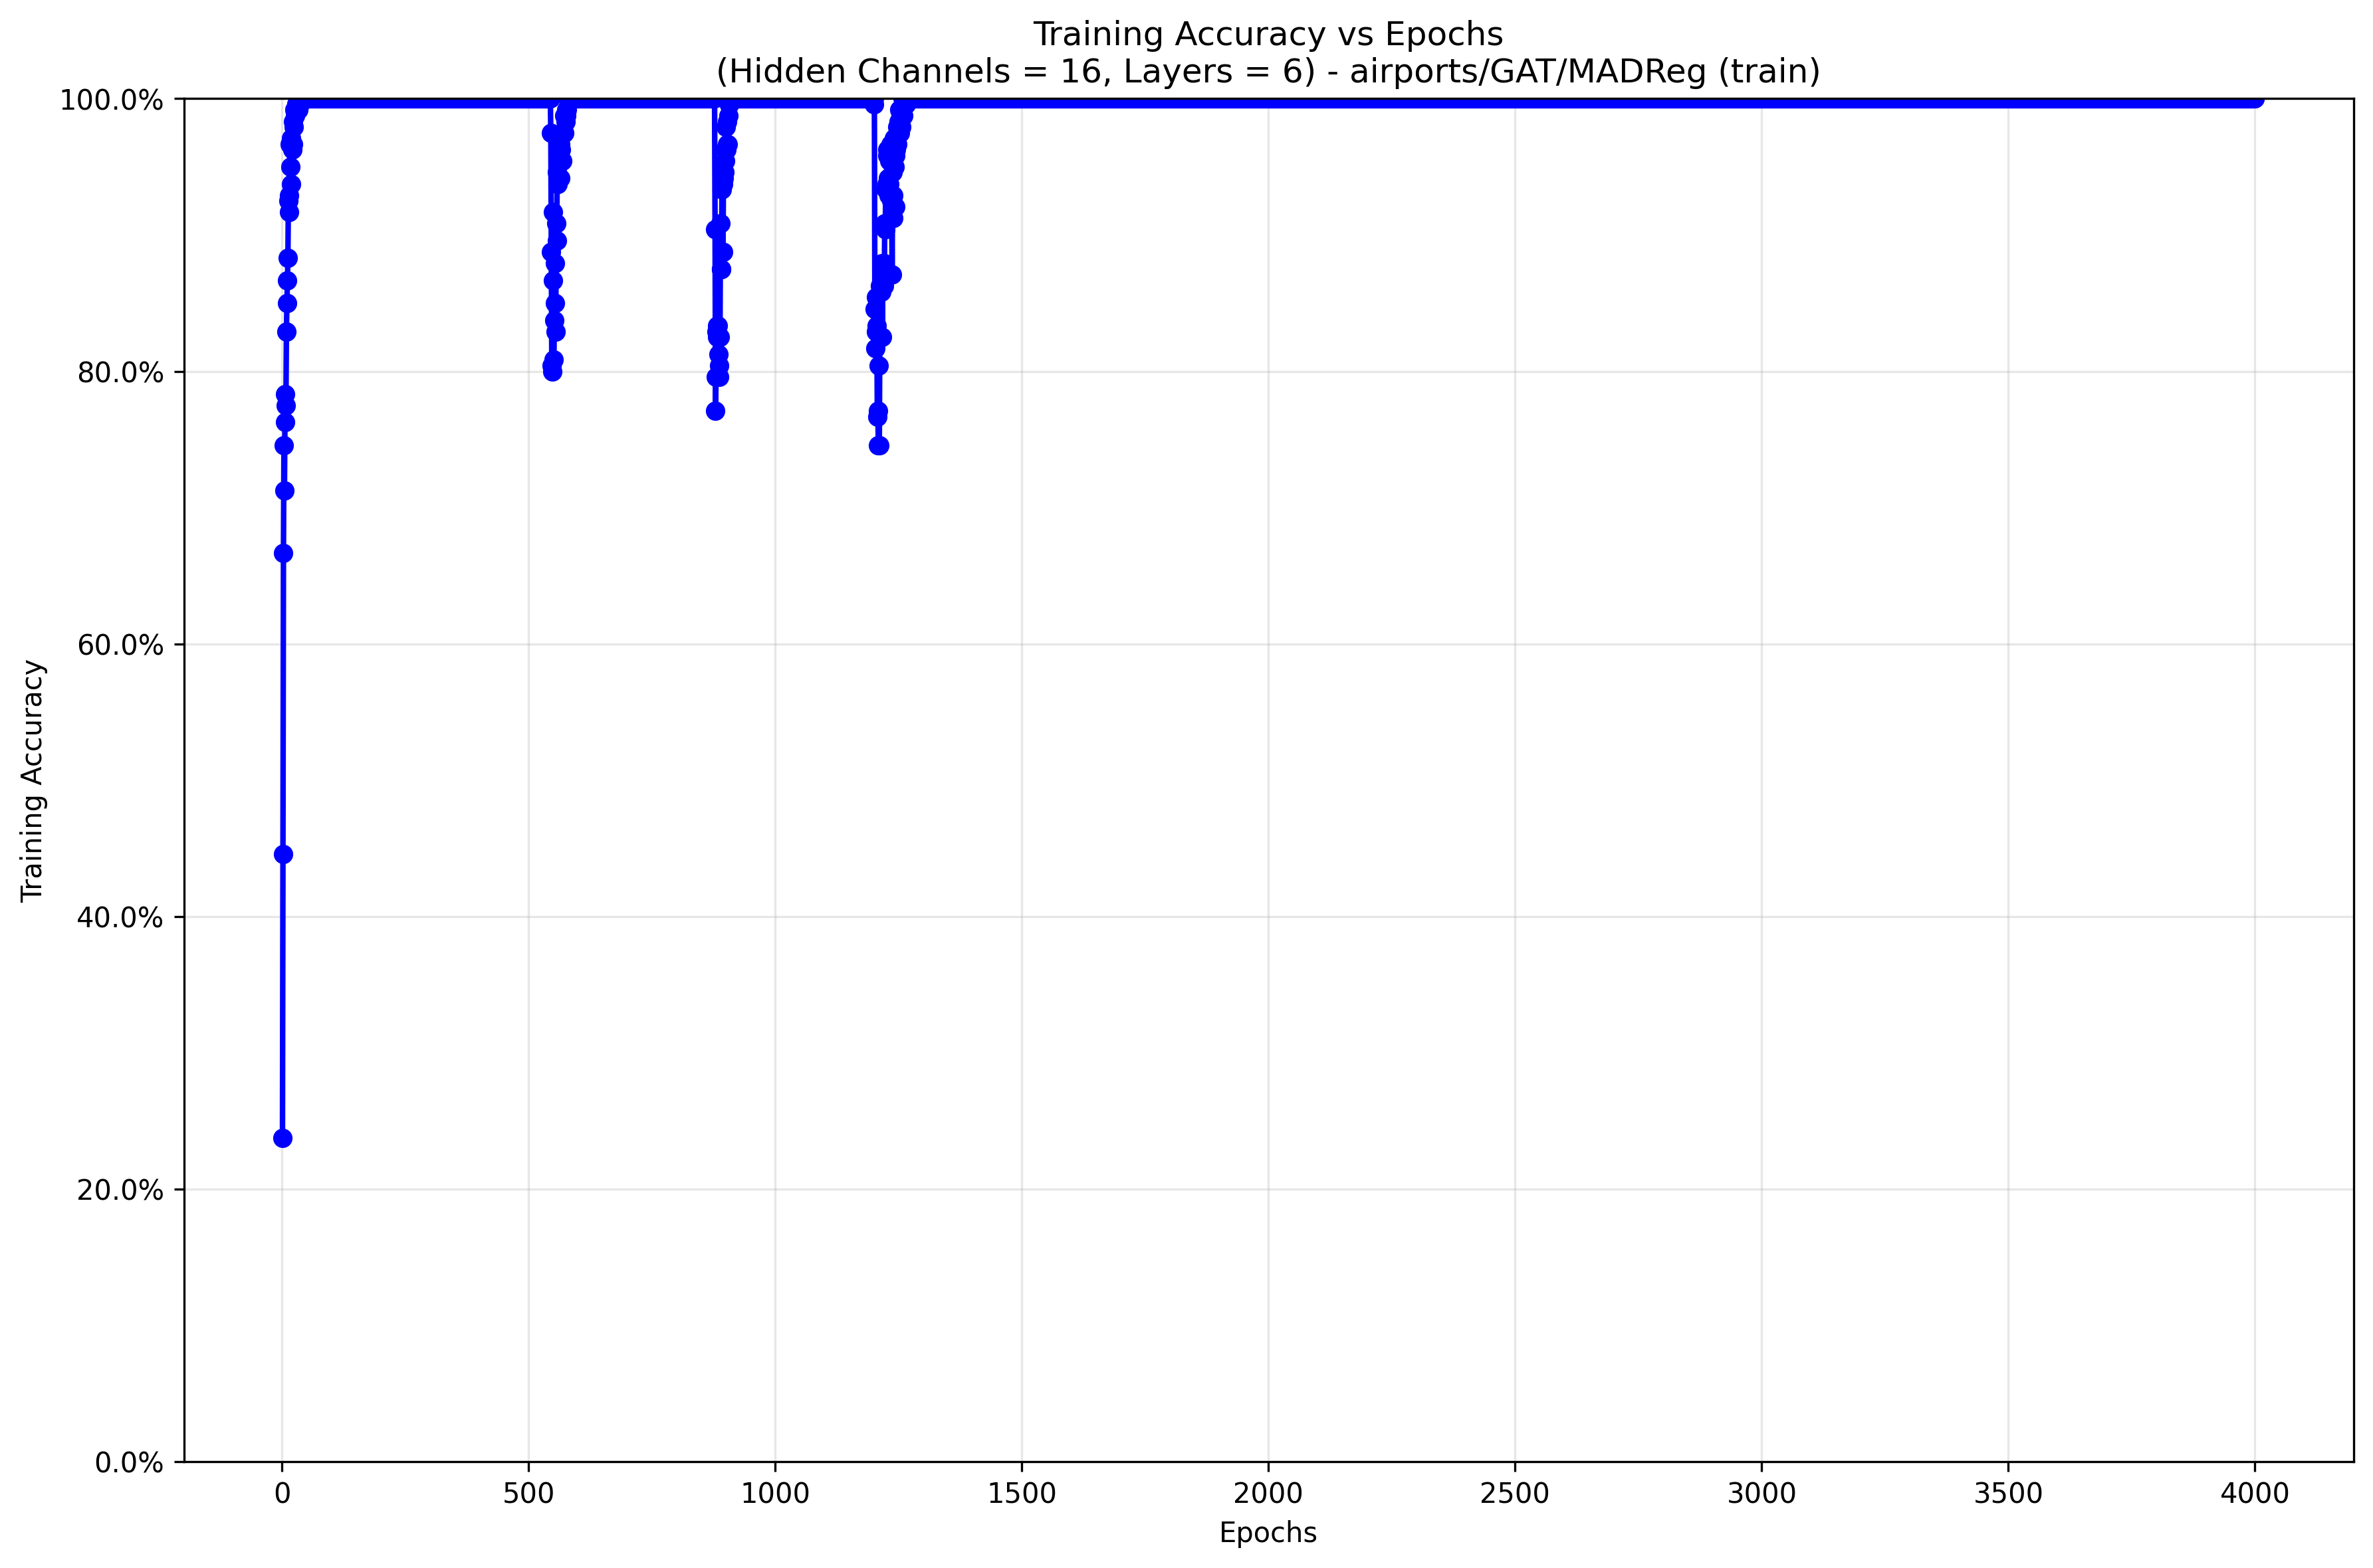 Training Accuracy vs Epochs
(Hidden Channels = 16, Layers = 6) - airports/GAT/MADReg (train)
100.0%
80.0%
60.0%
40.0%
20.0%
0.0%
Training Accuracy
0 500 1000 1500 2000 2500 3000 3500 4000
Epochs